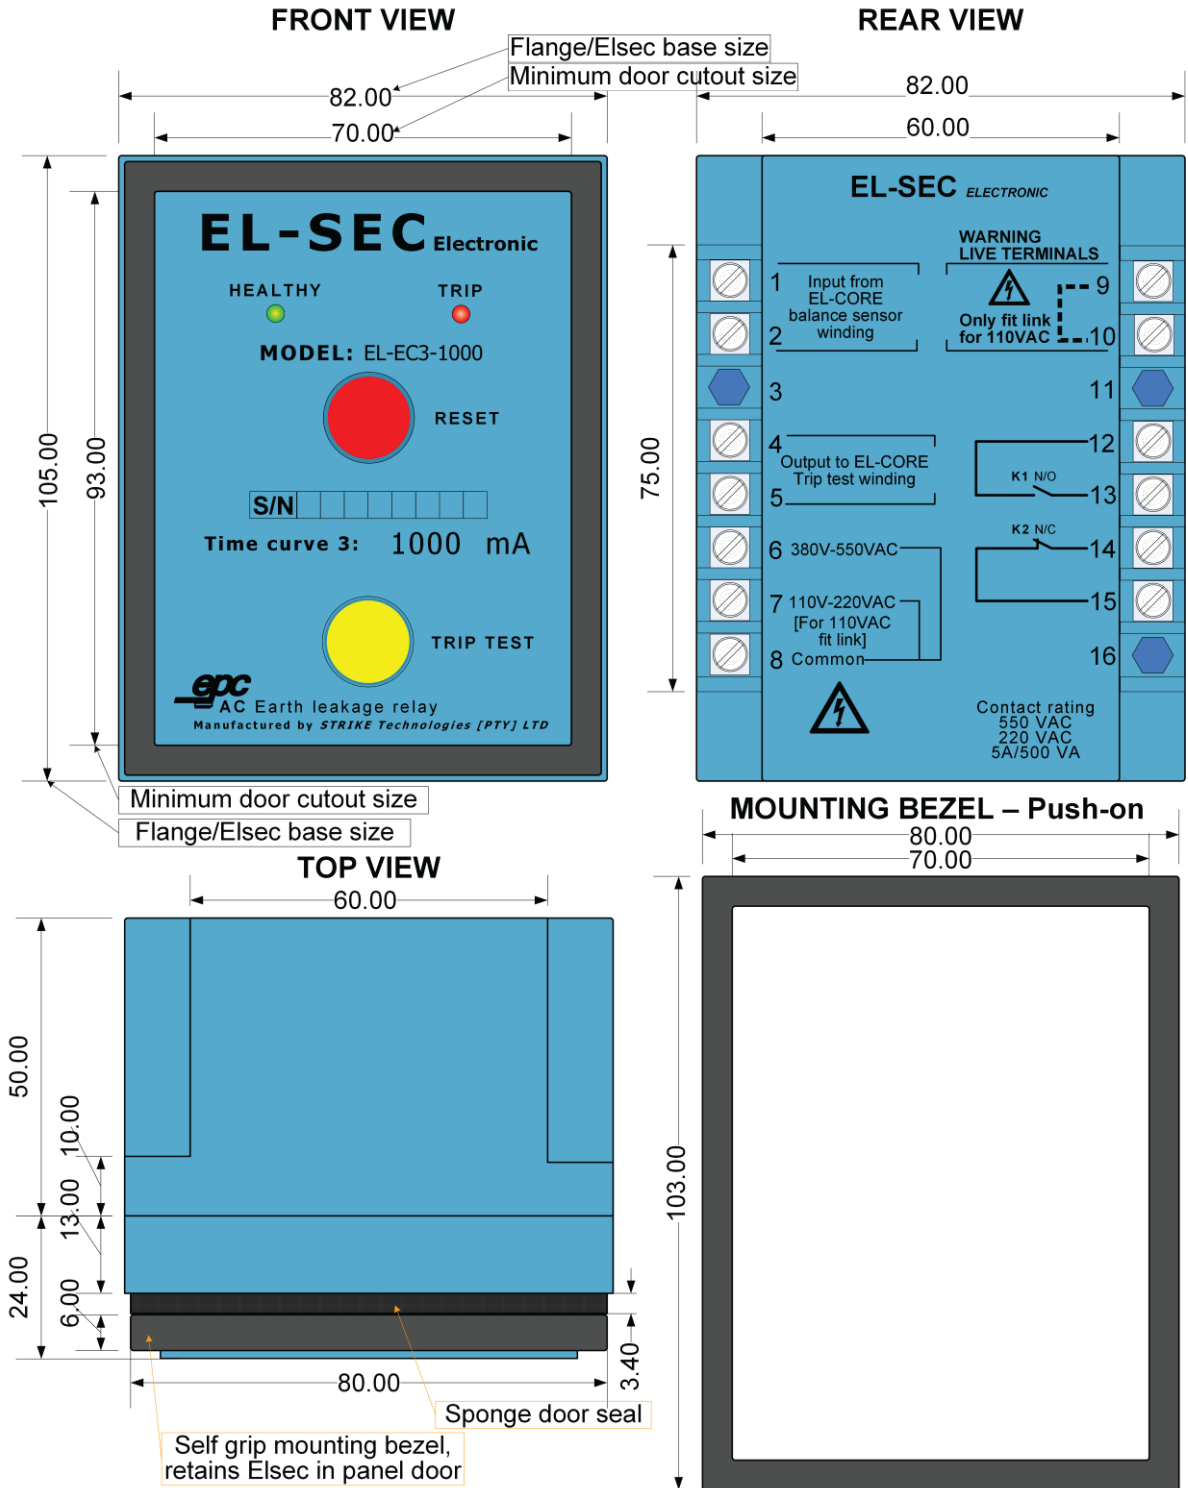 FRONT VIEW
Flange/Elsec base size
Minimum door cutout size
82.00
70.00
105.00
93.00
EL-SEC Electronic
HEALTHY
TRIP
MODEL: EL-EC3-1000
RESET
S/N
Time curve 3: 1000 mA
TRIP TEST
epc
AC Earth leakage relay
Manufactured by STRIKE Technologies [PTY] LTD
Minimum door cutout size
Flange/Elsec base size
REAR VIEW
82.00
60.00
75.00
EL-SEC ELECTRONIC
WARNING
LIVE TERMINALS
1
Input from
EL-CORE
balance sensor
winding
2
3
4
Output to EL-CORE
Trip test winding
5
6 380V-550VAC
7 110V-220VAC
[For 110VAC
fit link]
8 Common
9
Only fit link
for 110VAC
10
11
12
K1 N/O
13
K2 N/C
14
15
16
Contact rating
550 VAC
220 VAC
5A/500 VA
TOP VIEW
60.00
50.00
10.00
13.00
24.00
6.00
3.40
80.00
Sponge door seal
Self grip mounting bezel,
retains Elsec in panel door
MOUNTING BEZEL – Push-on
80.00
70.00
103.00